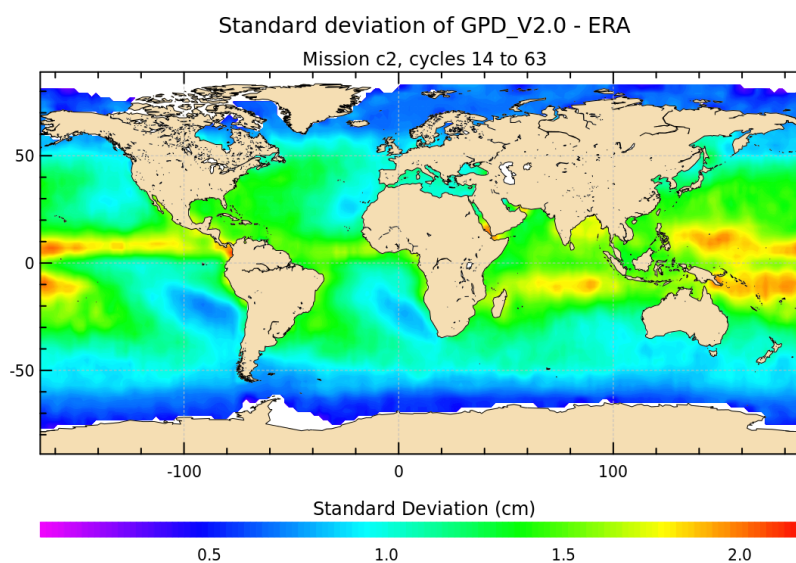 Standard deviation of GPD_V2.0 - ERA
Mission c2, cycles 14 to 63
50
0
-50
-100 0 100
Standard Deviation (cm)
0.5 1.0 1.5 2.0